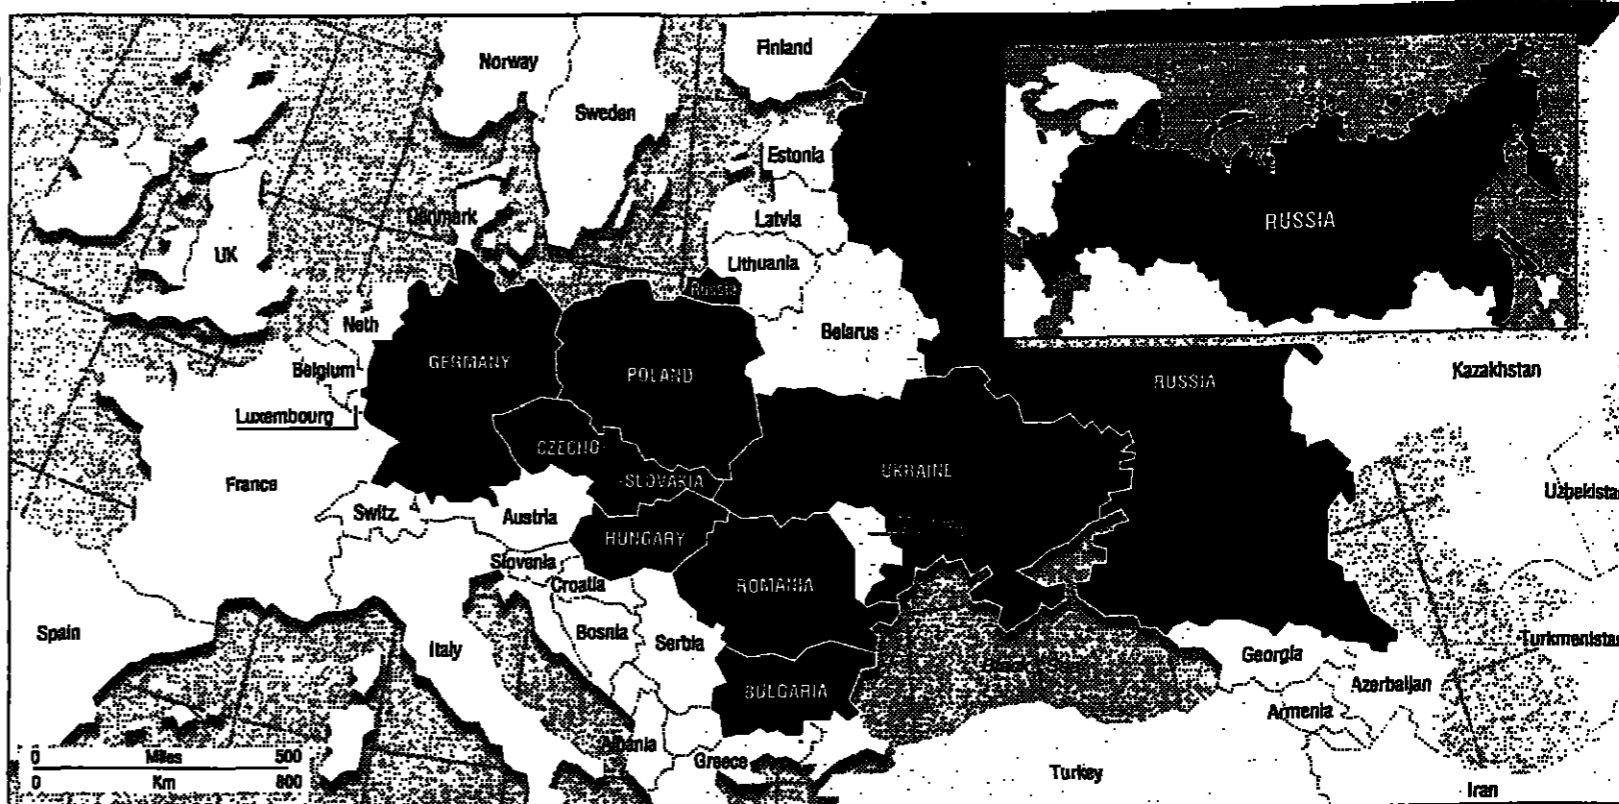 Norway
Finland
Sweden
Estonia
Denmark
Latvia
RUSSIA
UK
Lithuania
Russia
Neth
Belarus
Belgium
GERMANY
POLAND
RUSSIA
Kazakhstan
Luxembourg
CZECHO-
-SLOVAKIA
UKRAINE
France
Uzbekistan
Switz.
Austria
HUNGARY
Slovenia
Croatia
ROMANIA
Spain
Bosnia
Serbia
Italy
Georgia
Turkmenistan
BULGARIA
Azerbaijan
Armenia
Albania
Greece
0 Miles 500
0 Km 800
Turkey
Iran